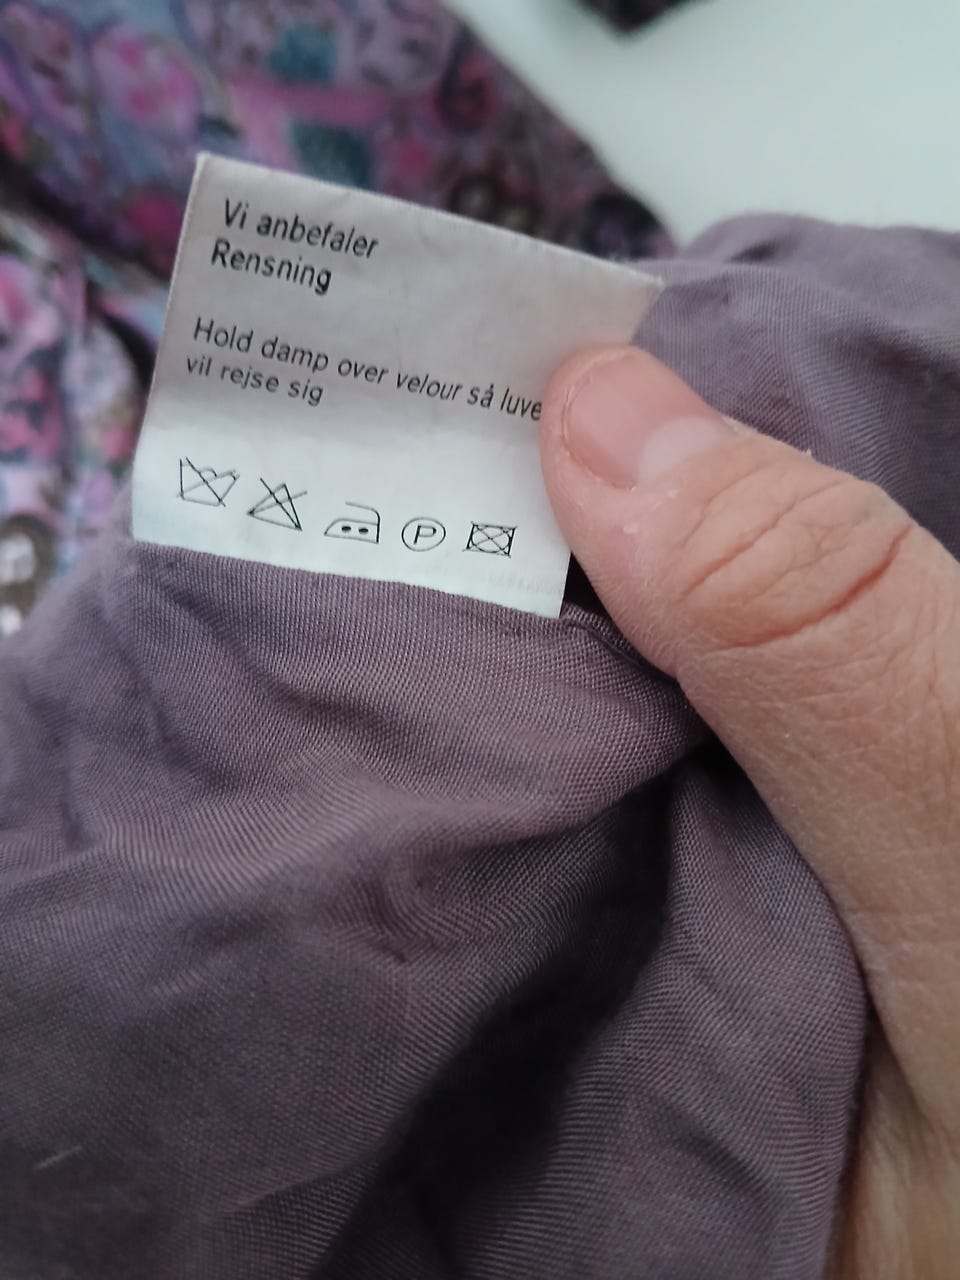 Vi anbefaler
Rensning
Hold damp over velour så luve
vil rejse sig
P